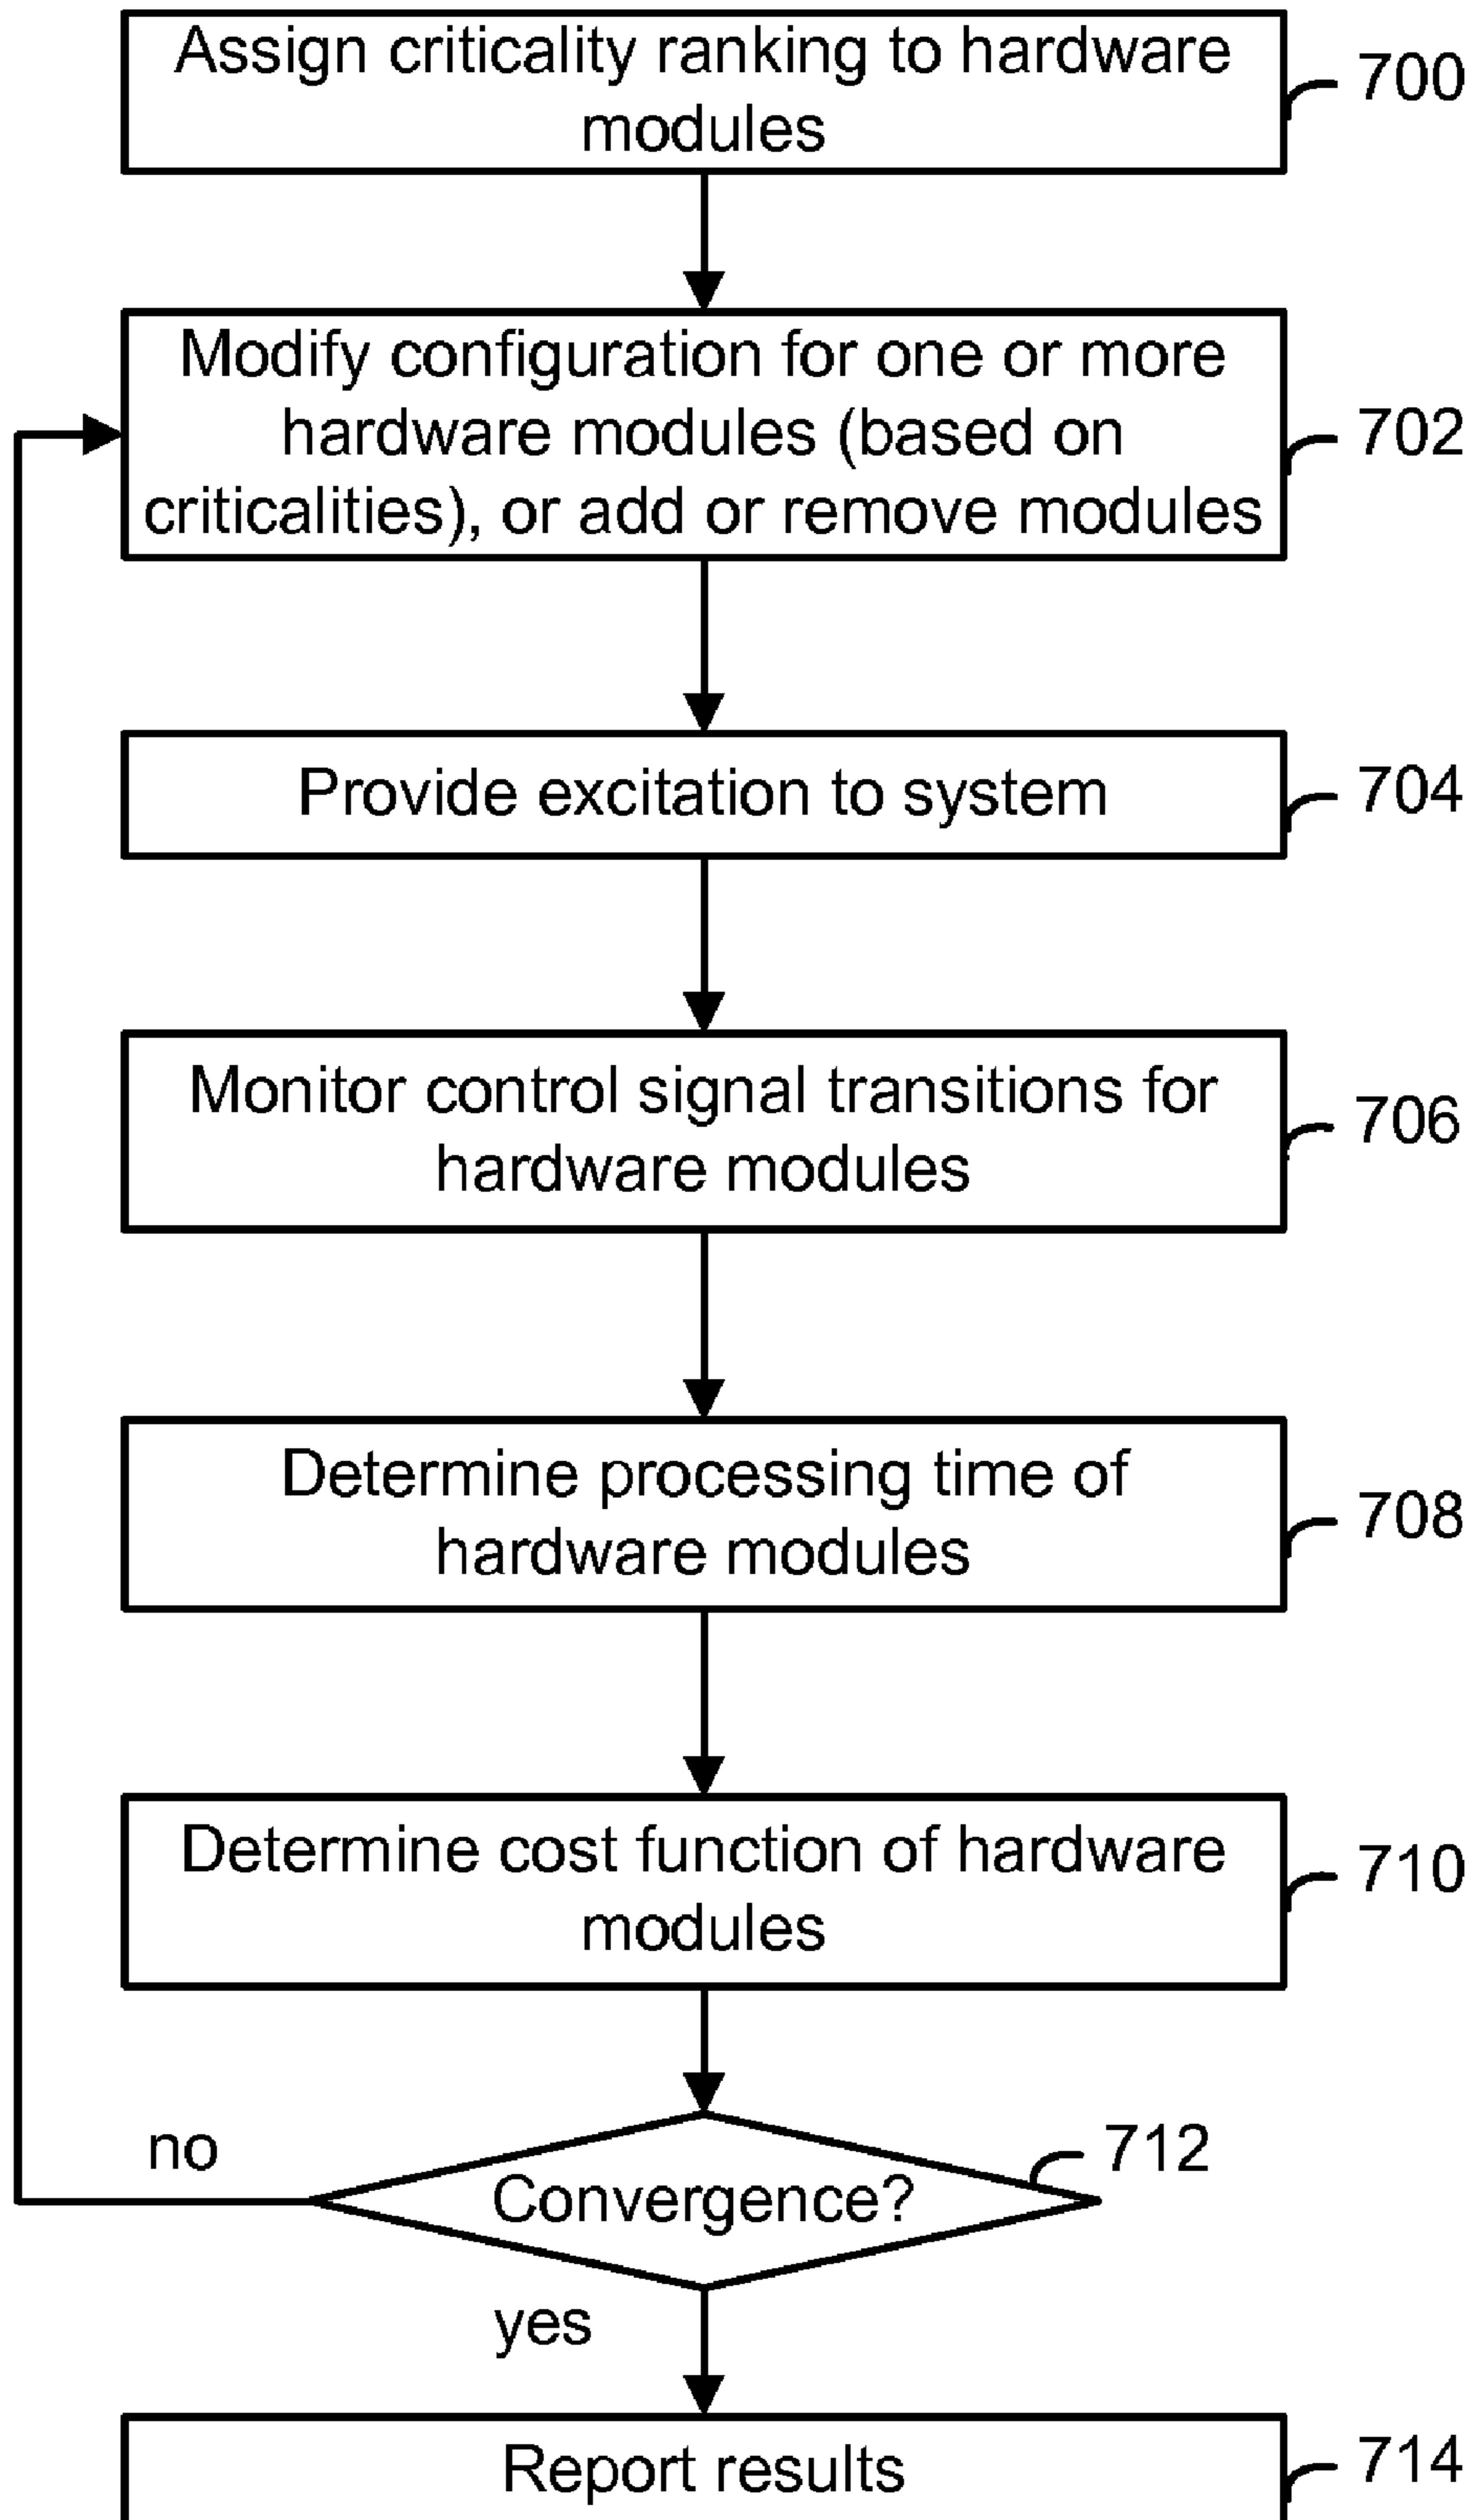 Assign criticality ranking to hardware
modules
700
Modify configuration for one or more
hardware modules (based on
criticalities), or add or remove modules
702
Provide excitation to system
704
Monitor control signal transitions for
hardware modules
706
Determine processing time of
hardware modules
708
Determine cost function of hardware
modules
710
no
Convergence?
712
yes
Report results
714